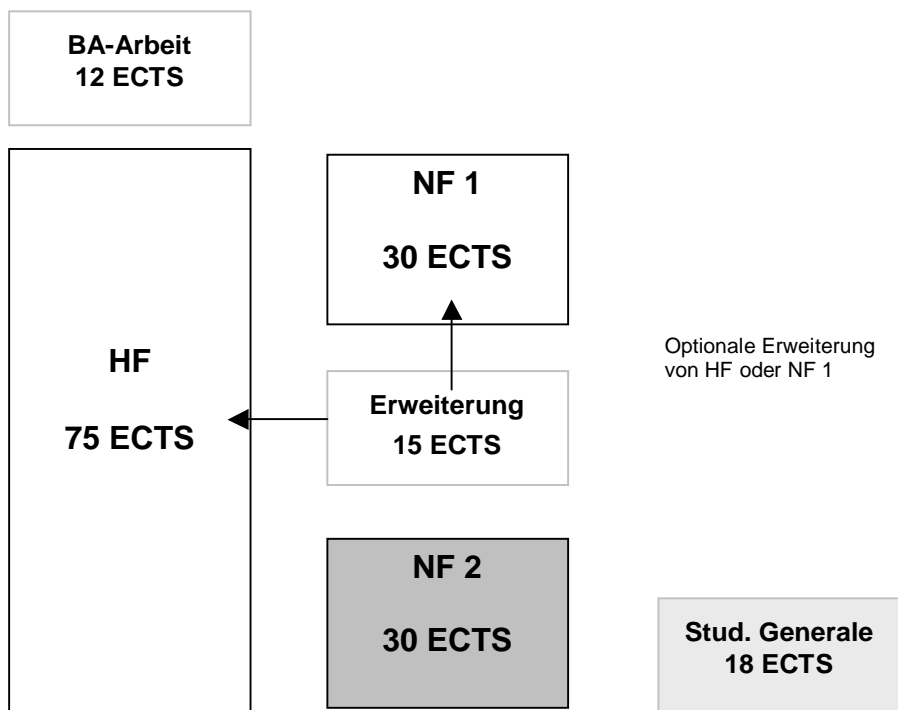 BA-Arbeit
12 ECTS
NF 1
30 ECTS
HF
75 ECTS
Optionale Erweiterung
von HF oder NF 1
Erweiterung
15 ECTS
NF 2
30 ECTS
Stud. Generale
18 ECTS